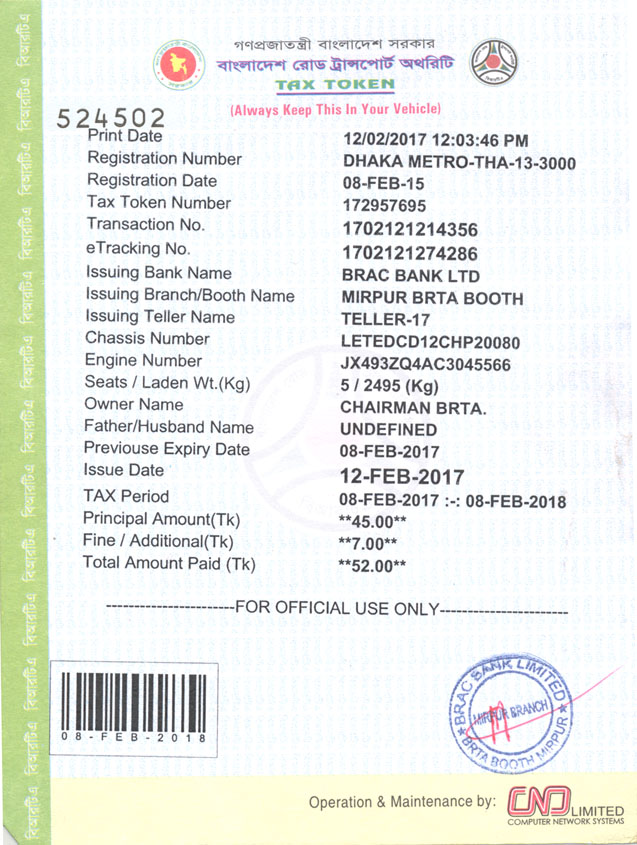 গণপ্রজাতন্ত্রী বাংলাদেশ সরকার
বাংলাদেশ রোড ট্রান্সপোর্ট অথরিটি
TAX TOKEN
(Always Keep This In Your Vehicle)
524502
Print Date 12/02/2017 12:03:46 PM
Registration Number DHAKA METRO-THA-13-3000
Registration Date 08-FEB-15
Tax Token Number 172957695
Transaction No. 1702121214356
eTracking No. 1702121274286
Issuing Bank Name BRAC BANK LTD
Issuing Branch/Booth Name MIRPUR BRTA BOOTH
Issuing Teller Name TELLER-17
Chassis Number LETEDCD12CHP20080
Engine Number JX493ZQ4AC3045566
Seats / Laden Wt.(Kg) 5 / 2495 (Kg)
Owner Name CHAIRMAN BRTA.
Father/Husband Name UNDEFINED
Previouse Expiry Date 08-FEB-2017
Issue Date 12-FEB-2017
TAX Period 08-FEB-2017 :-: 08-FEB-2018
Principal Amount(Tk) **45.00**
Fine / Additional(Tk) **7.00**
Total Amount Paid (Tk) **52.00**
-----------------------FOR OFFICIAL USE ONLY-----------------------
08-FEB-2018
BRAC BANK LIMITED
MIRPUR BRANCH
BRTA BOOTH MIRPUR
Operation & Maintenance by: CNS LIMITED
COMPUTER NETWORK SYSTEMS
বিআরটিএ বিআরটিএ বিআরটিএ বিআরটিএ বিআরটিএ বিআরটিএ বিআরটিএ বিআরটিএ বিআরটিএ বিআরটিএ